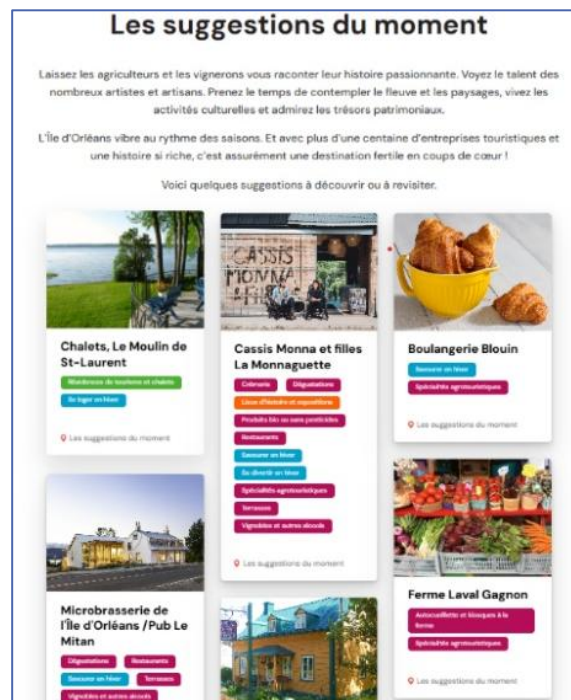 Les suggestions du moment
Laissez les agriculteurs et les vignerons vous raconter leur histoire passionnante. Voyez le talent des
nombreux artistes et artisans. Prenez le temps de contempler le fleuve et les paysages, vivez les
activités culturelles et admirez les trésors patrimoniaux.
L'Île d'Orléans vibre au rythme des saisons. Et avec plus d'une centaine d'entreprises touristiques et
une histoire si riche, c'est assurément une destination fertile en coups de cœur !
Voici quelques suggestions à découvrir ou à revisiter.
Chalets, Le Moulin de
St-Laurent
Résidences de tourisme et chalets
Se loger en hiver
Les suggestions du moment
CASSIS
MONNA
& FILLES
Cassis Monna et filles
La Monnaguette
Crèmerie Dégustations
Lieux d'histoire et expositions
Produits bio ou sans pesticides
Restaurants
Savourer en hiver
Se divertir en hiver
Spécialités agrotouristiques
Terrasses
Vignobles et autres alcools
Les suggestions du moment
Boulangerie Blouin
Savourer en hiver
Spécialités agrotouristiques
Les suggestions du moment
Microbrasserie de
l'Île d'Orléans /Pub Le
Mitan
Dégustations Restaurants
Savourer en hiver Terrasses
Vignobles et autres alcools
Ferme Laval Gagnon
Autocueillette et kiosques à la
ferme
Spécialités agrotouristiques
Les suggestions du moment